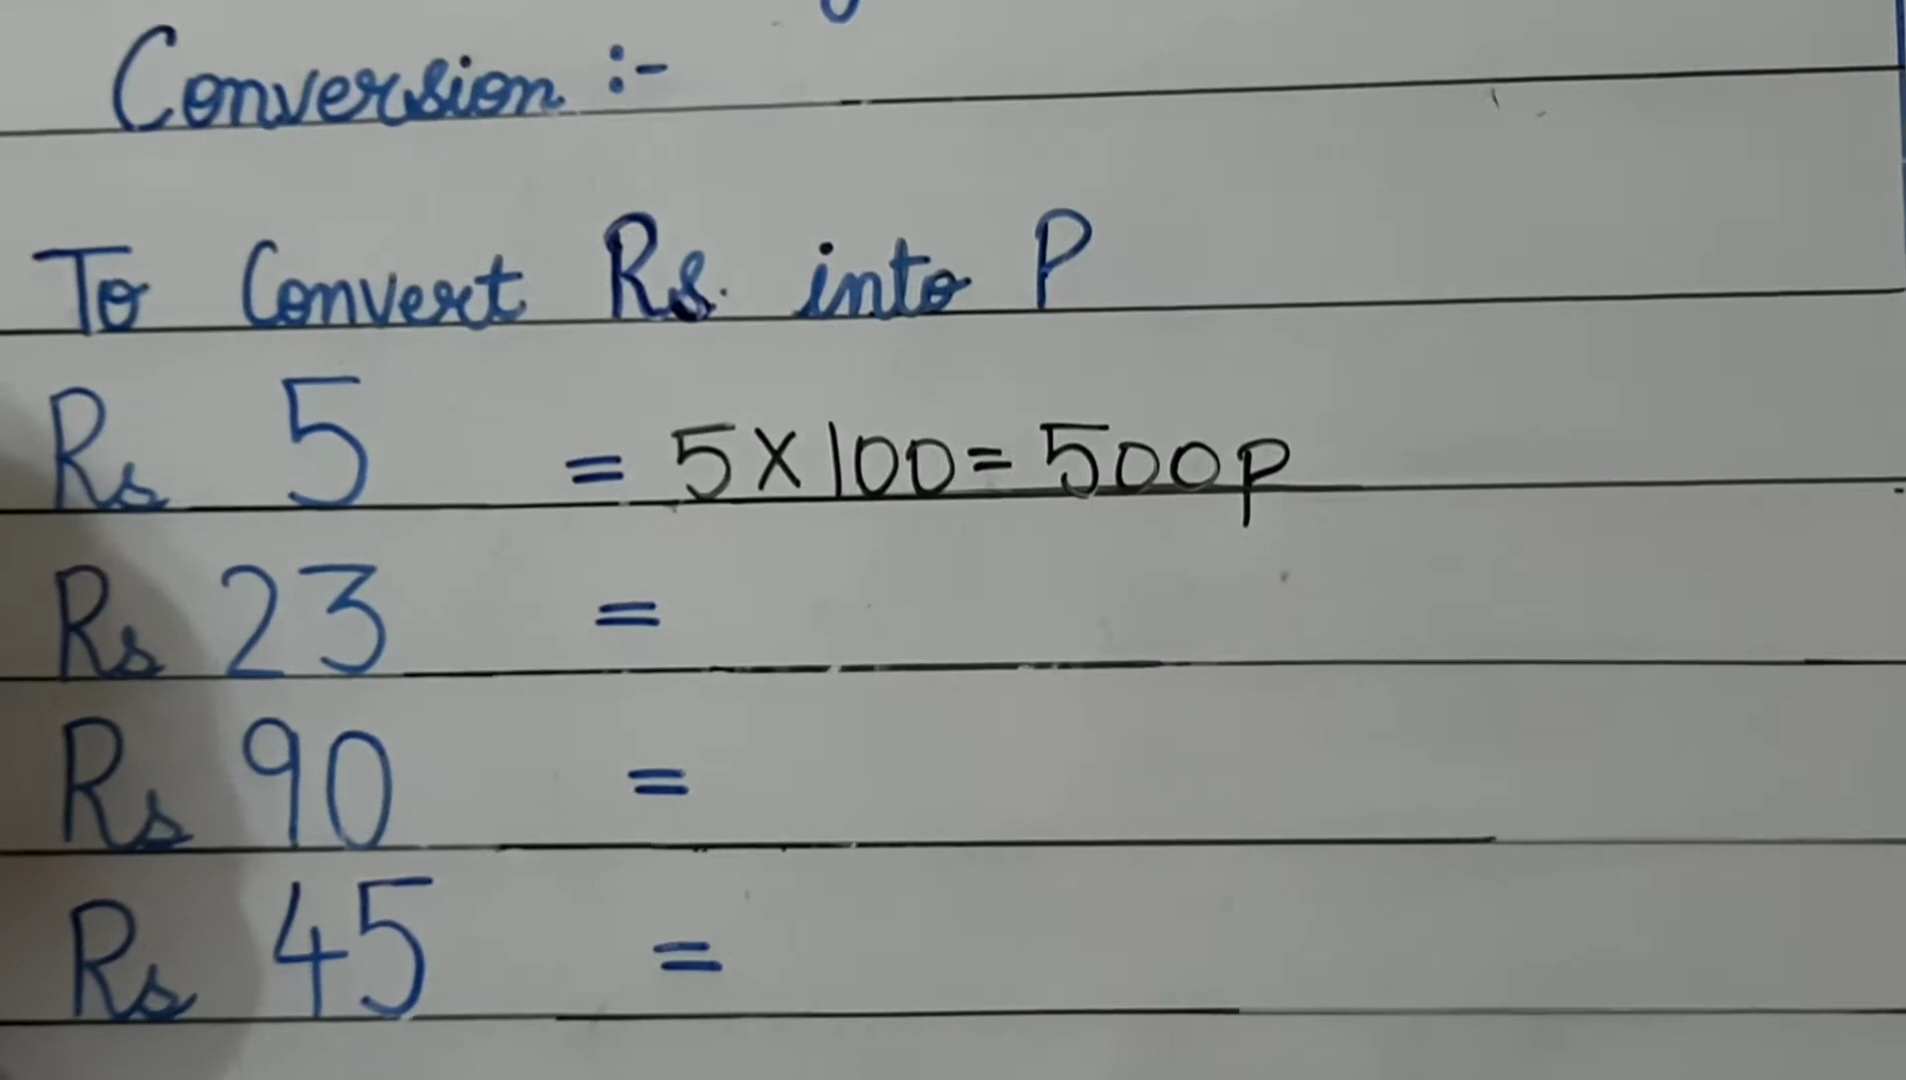 Conversion :-
To Convert Rs. into P
Rs 5 = 5×100=500p
Rs 23 =
Rs 90 =
Rs 45 =